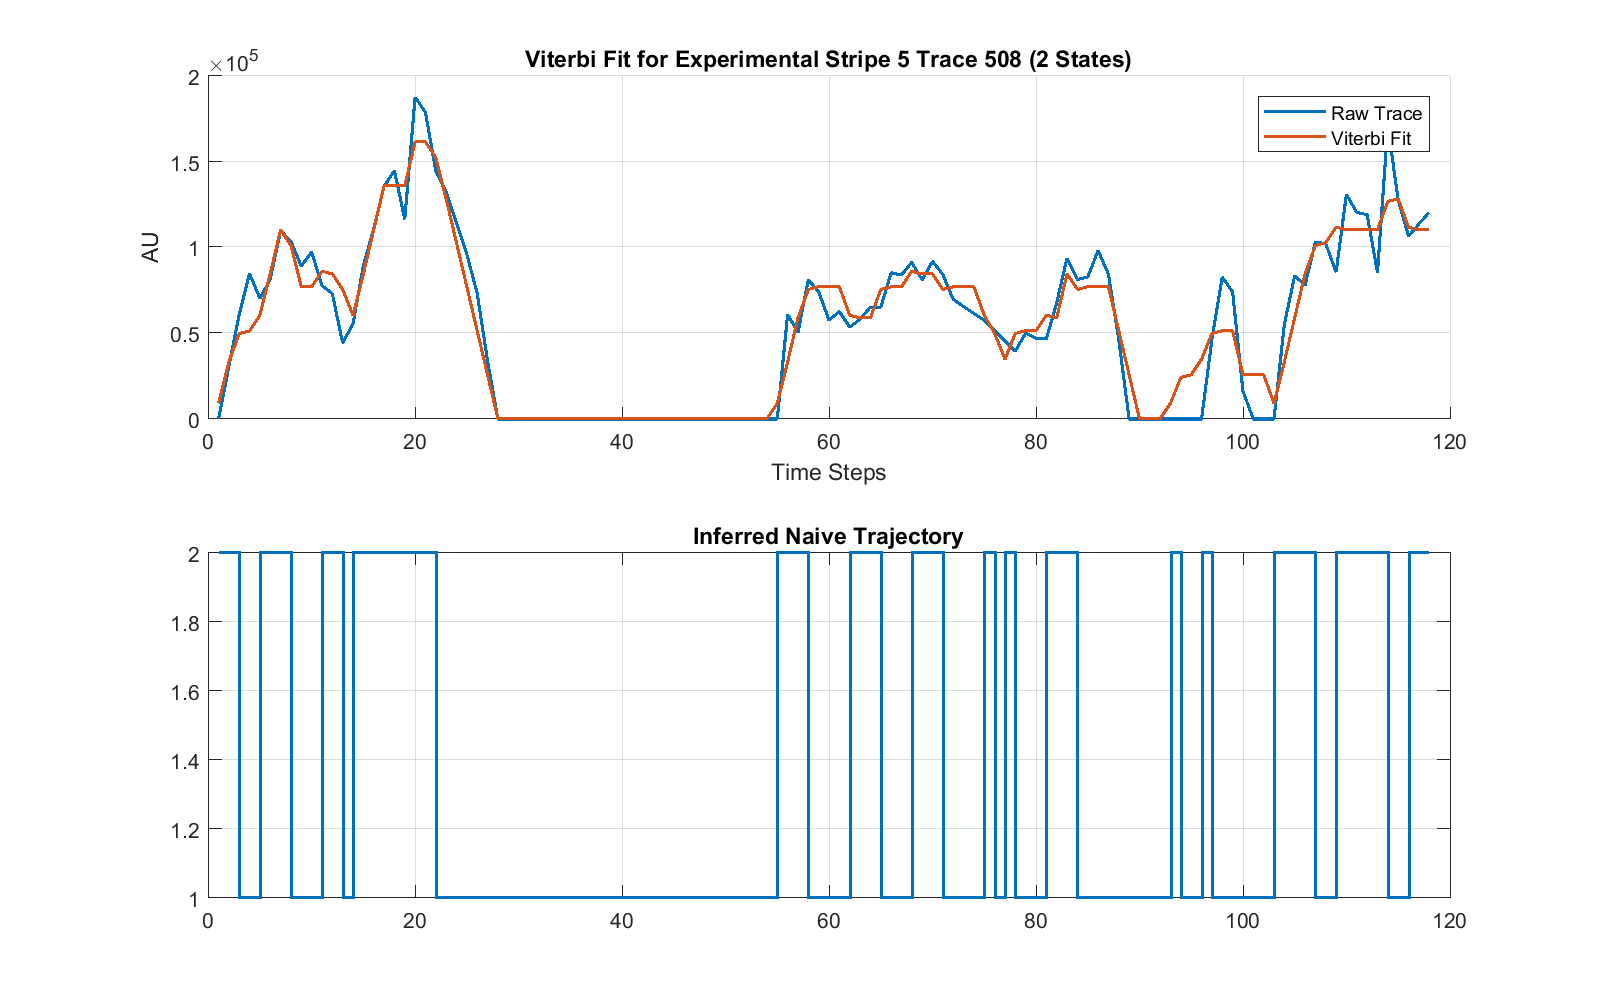 Viterbi Fit for Experimental Stripe 5 Trace 508 (2 States)
×10^5
2
1.5
1
0.5
0
AU
Raw Trace
Viterbi Fit
0 20 40 60 80 100 120
Time Steps
Inferred Naive Trajectory
2
1.8
1.6
1.4
1.2
1
0 20 40 60 80 100 120